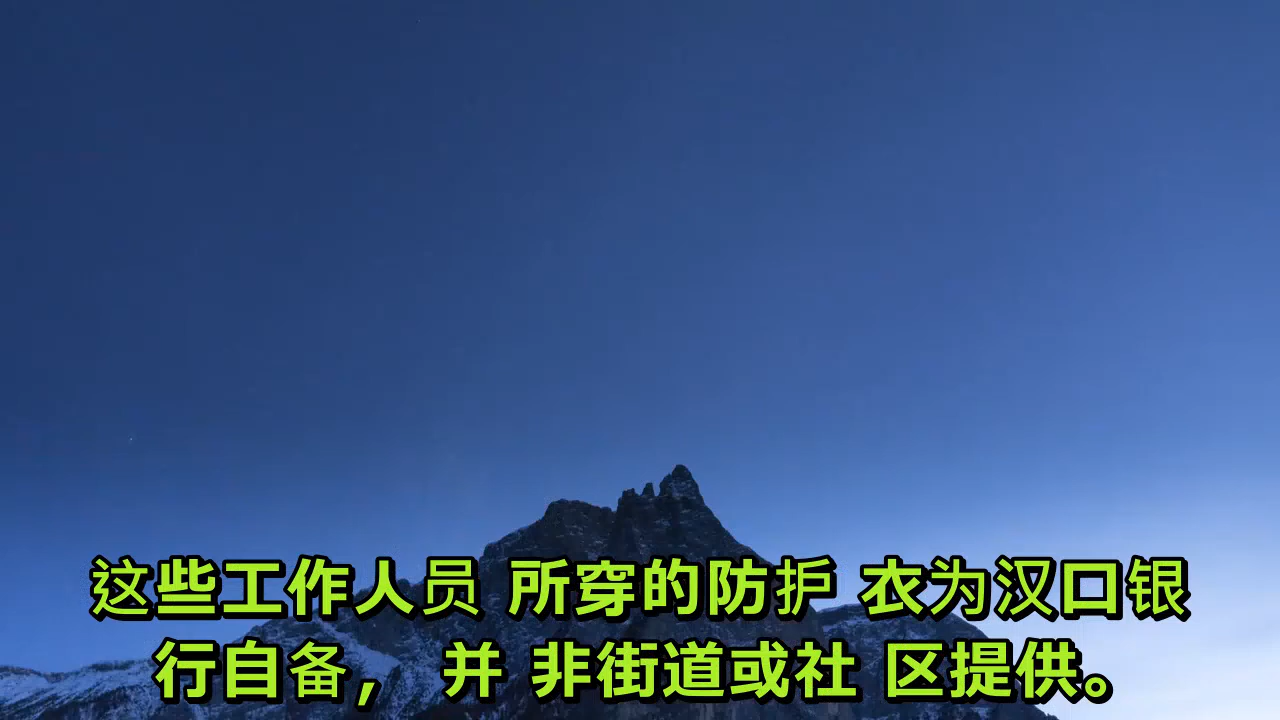 这些工作人员 所穿的防护 衣为汉口银
行自备， 并 非街道或社 区提供。